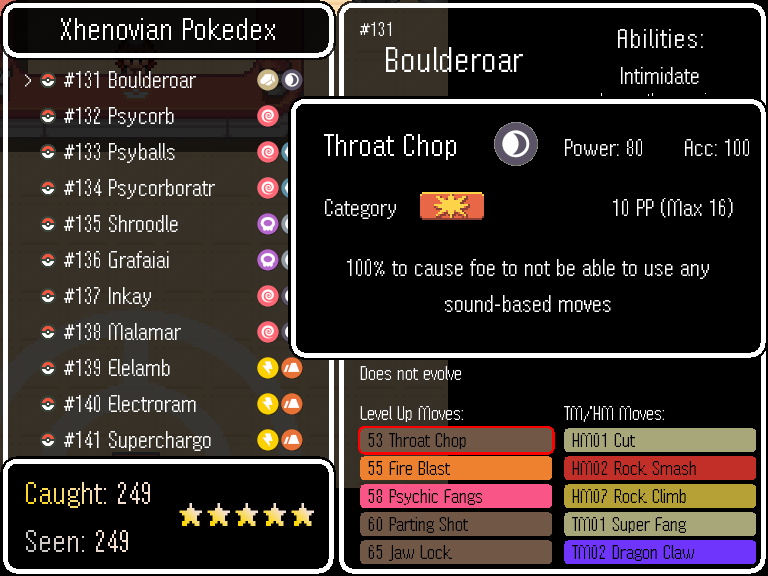 Xhenovian Pokedex
#131 Boulderoar
#132 Psycorb
#133 Psyballs
#134 Psycorboratr
#135 Shroodle
#136 Grafaiai
#137 Inkay
#138 Malamar
#139 Elelamb
#140 Electroram
#141 Superchargo
Caught: 249
Seen: 249
#131
Boulderoar
Abilities:
Intimidate
Throat Chop
Power: 80
Acc: 100
Category
10 PP (Max 16)
100% to cause foe to not be able to use any
sound-based moves
Does not evolve
Level Up Moves:
53 Throat Chop
55 Fire Blast
58 Psychic Fangs
60 Parting Shot
65 Jaw Lock
TM/HM Moves:
HM01 Cut
HM02 Rock Smash
HM07 Rock Climb
TM01 Super Fang
TM02 Dragon Claw